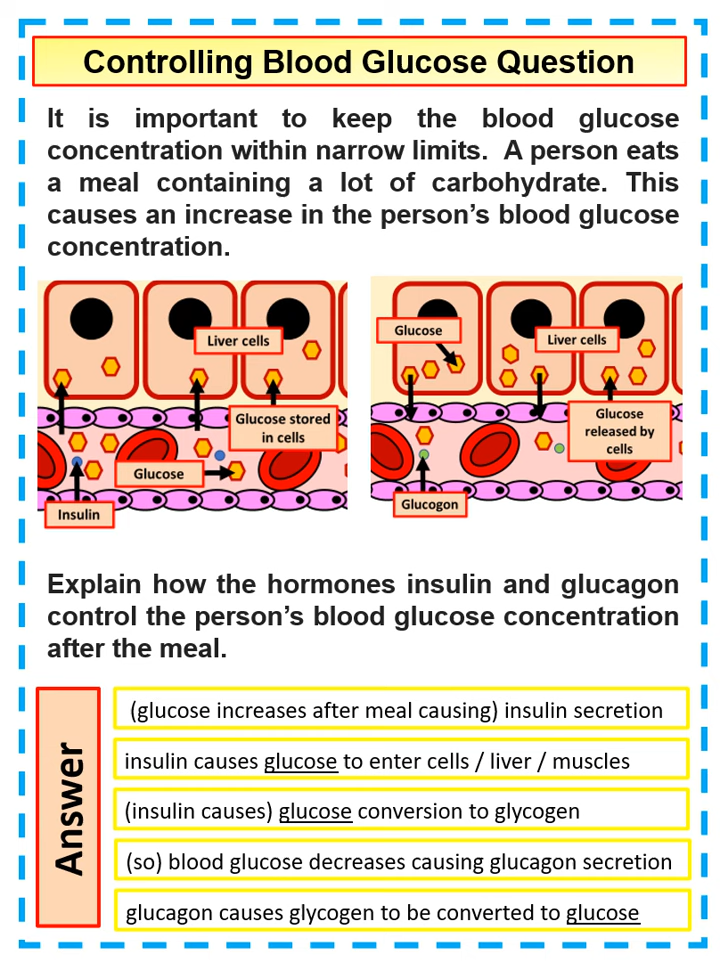 Controlling Blood Glucose Question
It is important to keep the blood glucose
concentration within narrow limits. A person eats
a meal containing a lot of carbohydrate. This
causes an increase in the person's blood glucose
concentration.
Liver cells
Glucose stored
in cells
Glucose
Insulin
Glucose
Liver cells
Glucose
released by
cells
Glucogon
Explain how the hormones insulin and glucagon
control the person's blood glucose concentration
after the meal.
Answer
(glucose increases after meal causing) insulin secretion
insulin causes glucose to enter cells / liver / muscles
(insulin causes) glucose conversion to glycogen
(so) blood glucose decreases causing glucagon secretion
glucagon causes glycogen to be converted to glucose